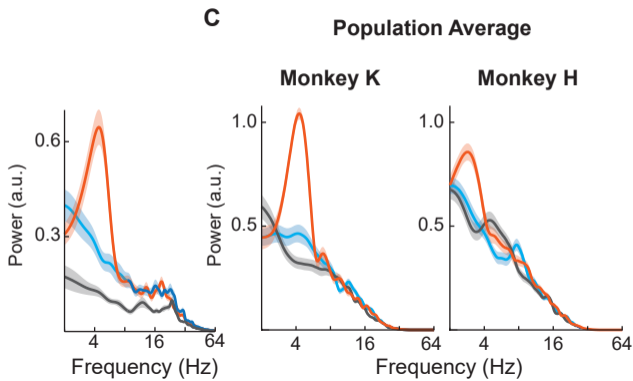 C
Population Average
Monkey K
Monkey H
Power (a.u.)
0.6
0.3
4
16
64
Frequency (Hz)
Power (a.u.)
1.0
0.5
4
16
64
1.0
0.5
4
16
64
Frequency (Hz)